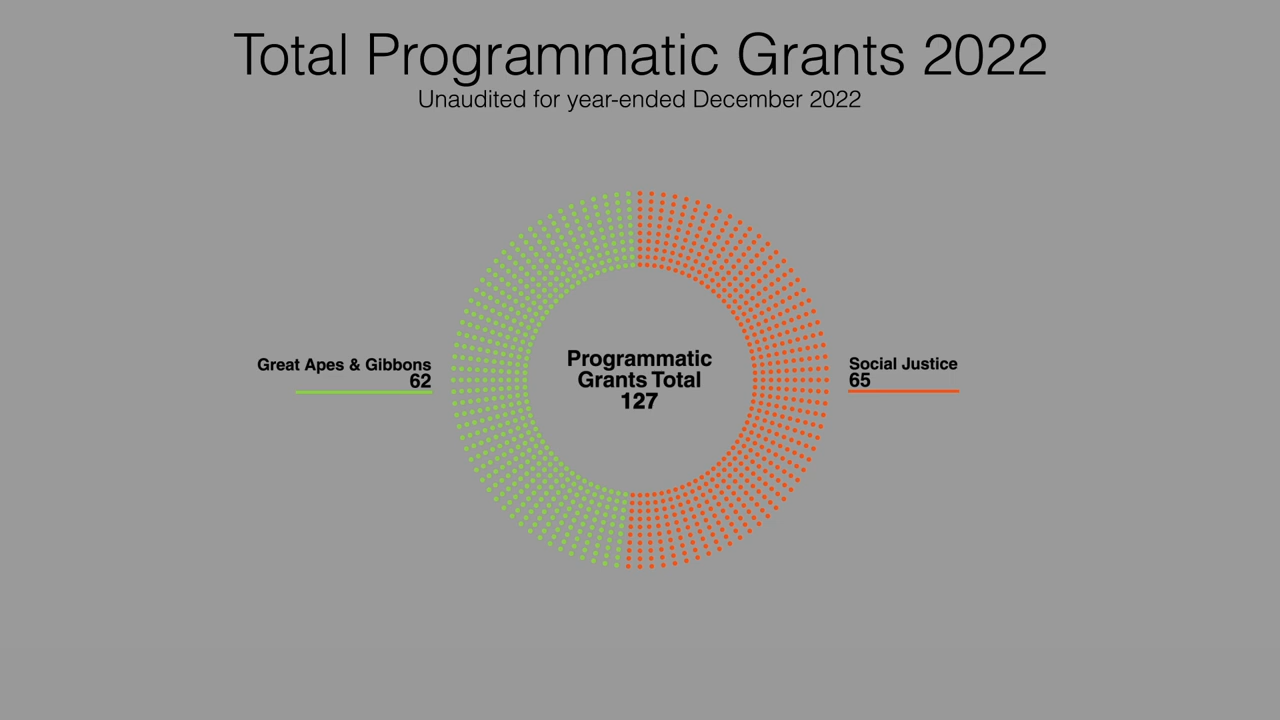 Total Programmatic Grants 2022
Unaudited for year-ended December 2022
Great Apes & Gibbons
62
Programmatic
Grants Total
127
Social Justice
65